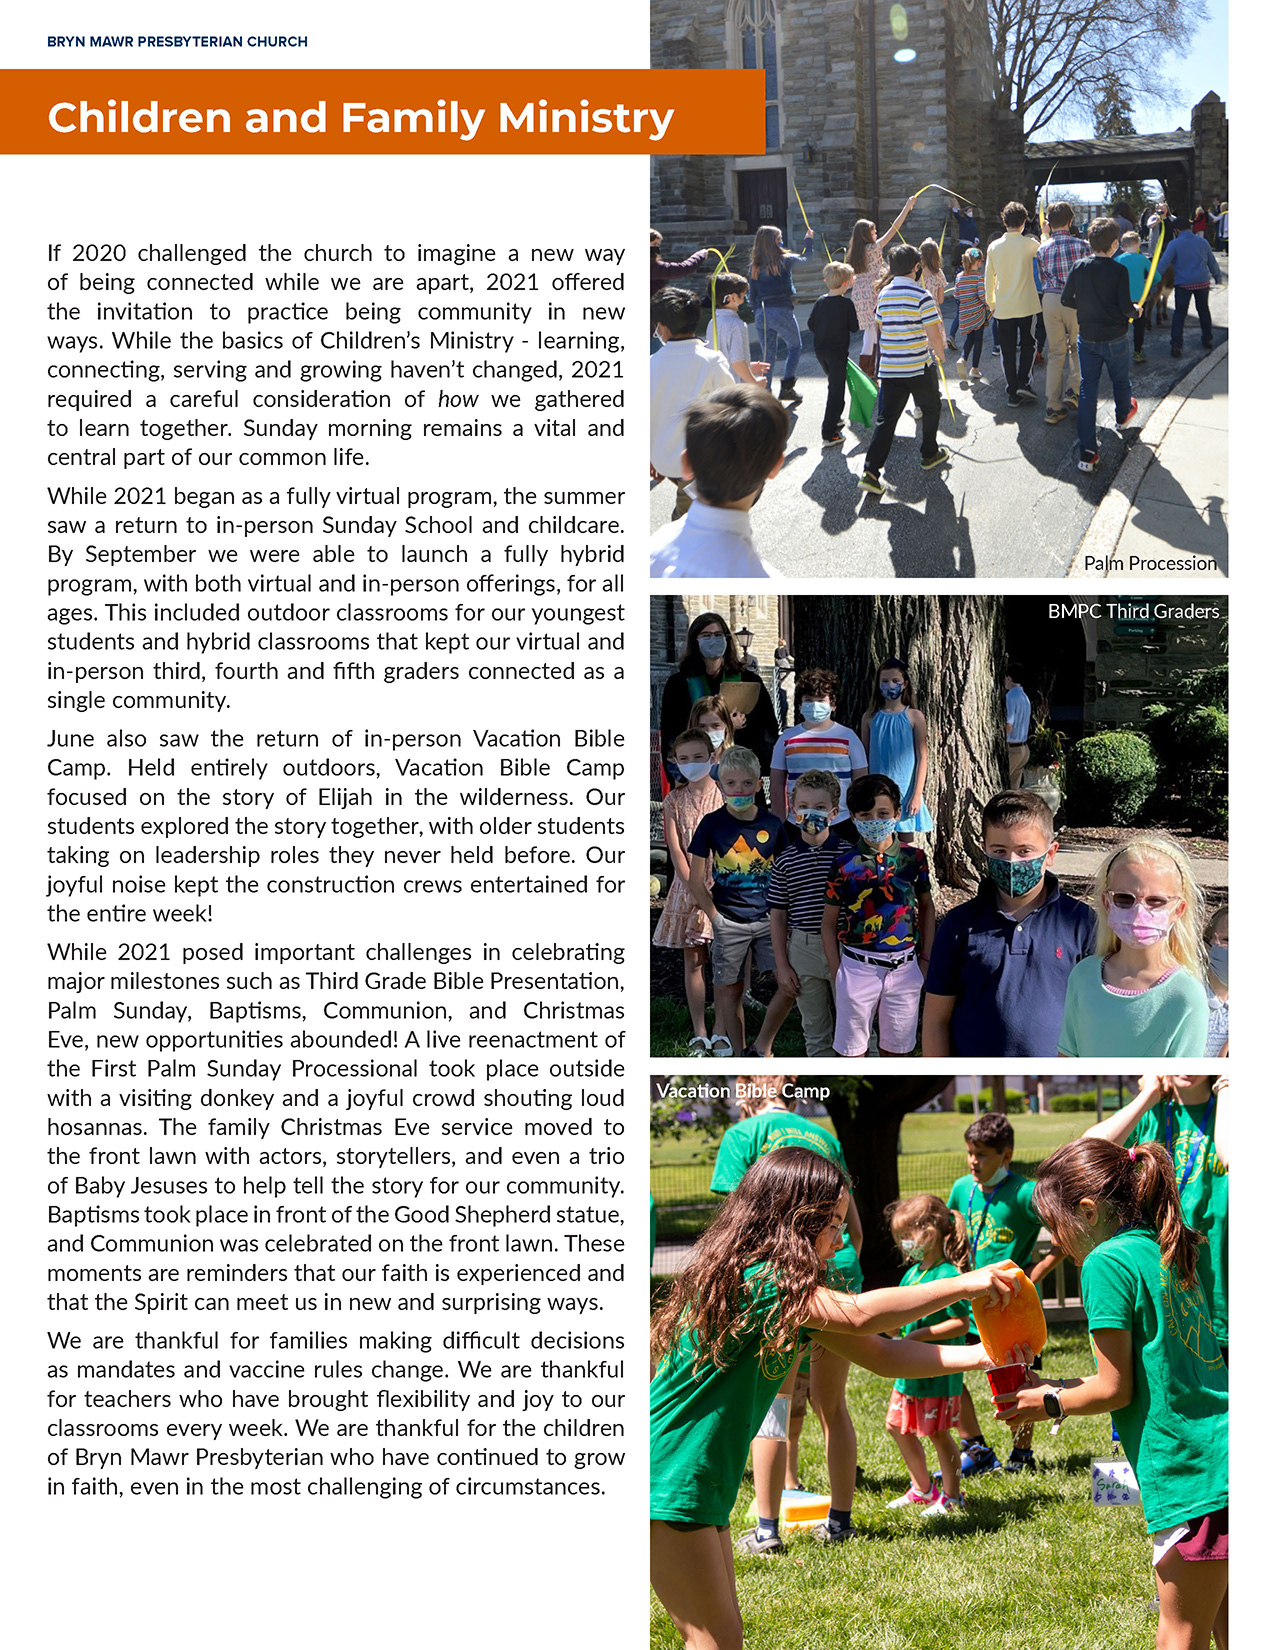 BRYN MAWR PRESBYTERIAN CHURCH
Children and Family Ministry
If 2020 challenged the church to imagine a new way
of being connected while we are apart, 2021 offered
the invitation to practice being community in new
ways. While the basics of Children’s Ministry - learning,
connecting, serving and growing haven’t changed, 2021
required a careful consideration of how we gathered
to learn together. Sunday morning remains a vital and
central part of our common life.
While 2021 began as a fully virtual program, the summer
saw a return to in-person Sunday School and childcare.
By September we were able to launch a fully hybrid
program, with both virtual and in-person offerings, for all
ages. This included outdoor classrooms for our youngest
students and hybrid classrooms that kept our virtual and
in-person third, fourth and fifth graders connected as a
single community.
June also saw the return of in-person Vacation Bible
Camp. Held entirely outdoors, Vacation Bible Camp
focused on the story of Elijah in the wilderness. Our
students explored the story together, with older students
taking on leadership roles they never held before. Our
joyful noise kept the construction crews entertained for
the entire week!
While 2021 posed important challenges in celebrating
major milestones such as Third Grade Bible Presentation,
Palm Sunday, Baptisms, Communion, and Christmas
Eve, new opportunities abounded! A live reenactment of
the First Palm Sunday Processional took place outside
with a visiting donkey and a joyful crowd shouting loud
hosannas. The family Christmas Eve service moved to
the front lawn with actors, storytellers, and even a trio
of Baby Jesuses to help tell the story for our community.
Baptisms took place in front of the Good Shepherd statue,
and Communion was celebrated on the front lawn. These
moments are reminders that our faith is experienced and
that the Spirit can meet us in new and surprising ways.
We are thankful for families making difficult decisions
as mandates and vaccine rules change. We are thankful
for teachers who have brought flexibility and joy to our
classrooms every week. We are thankful for the children
of Bryn Mawr Presbyterian who have continued to grow
in faith, even in the most challenging of circumstances.
Palm Procession
BMPC Third Graders
Parking
Vacation Bible Camp
Sarah